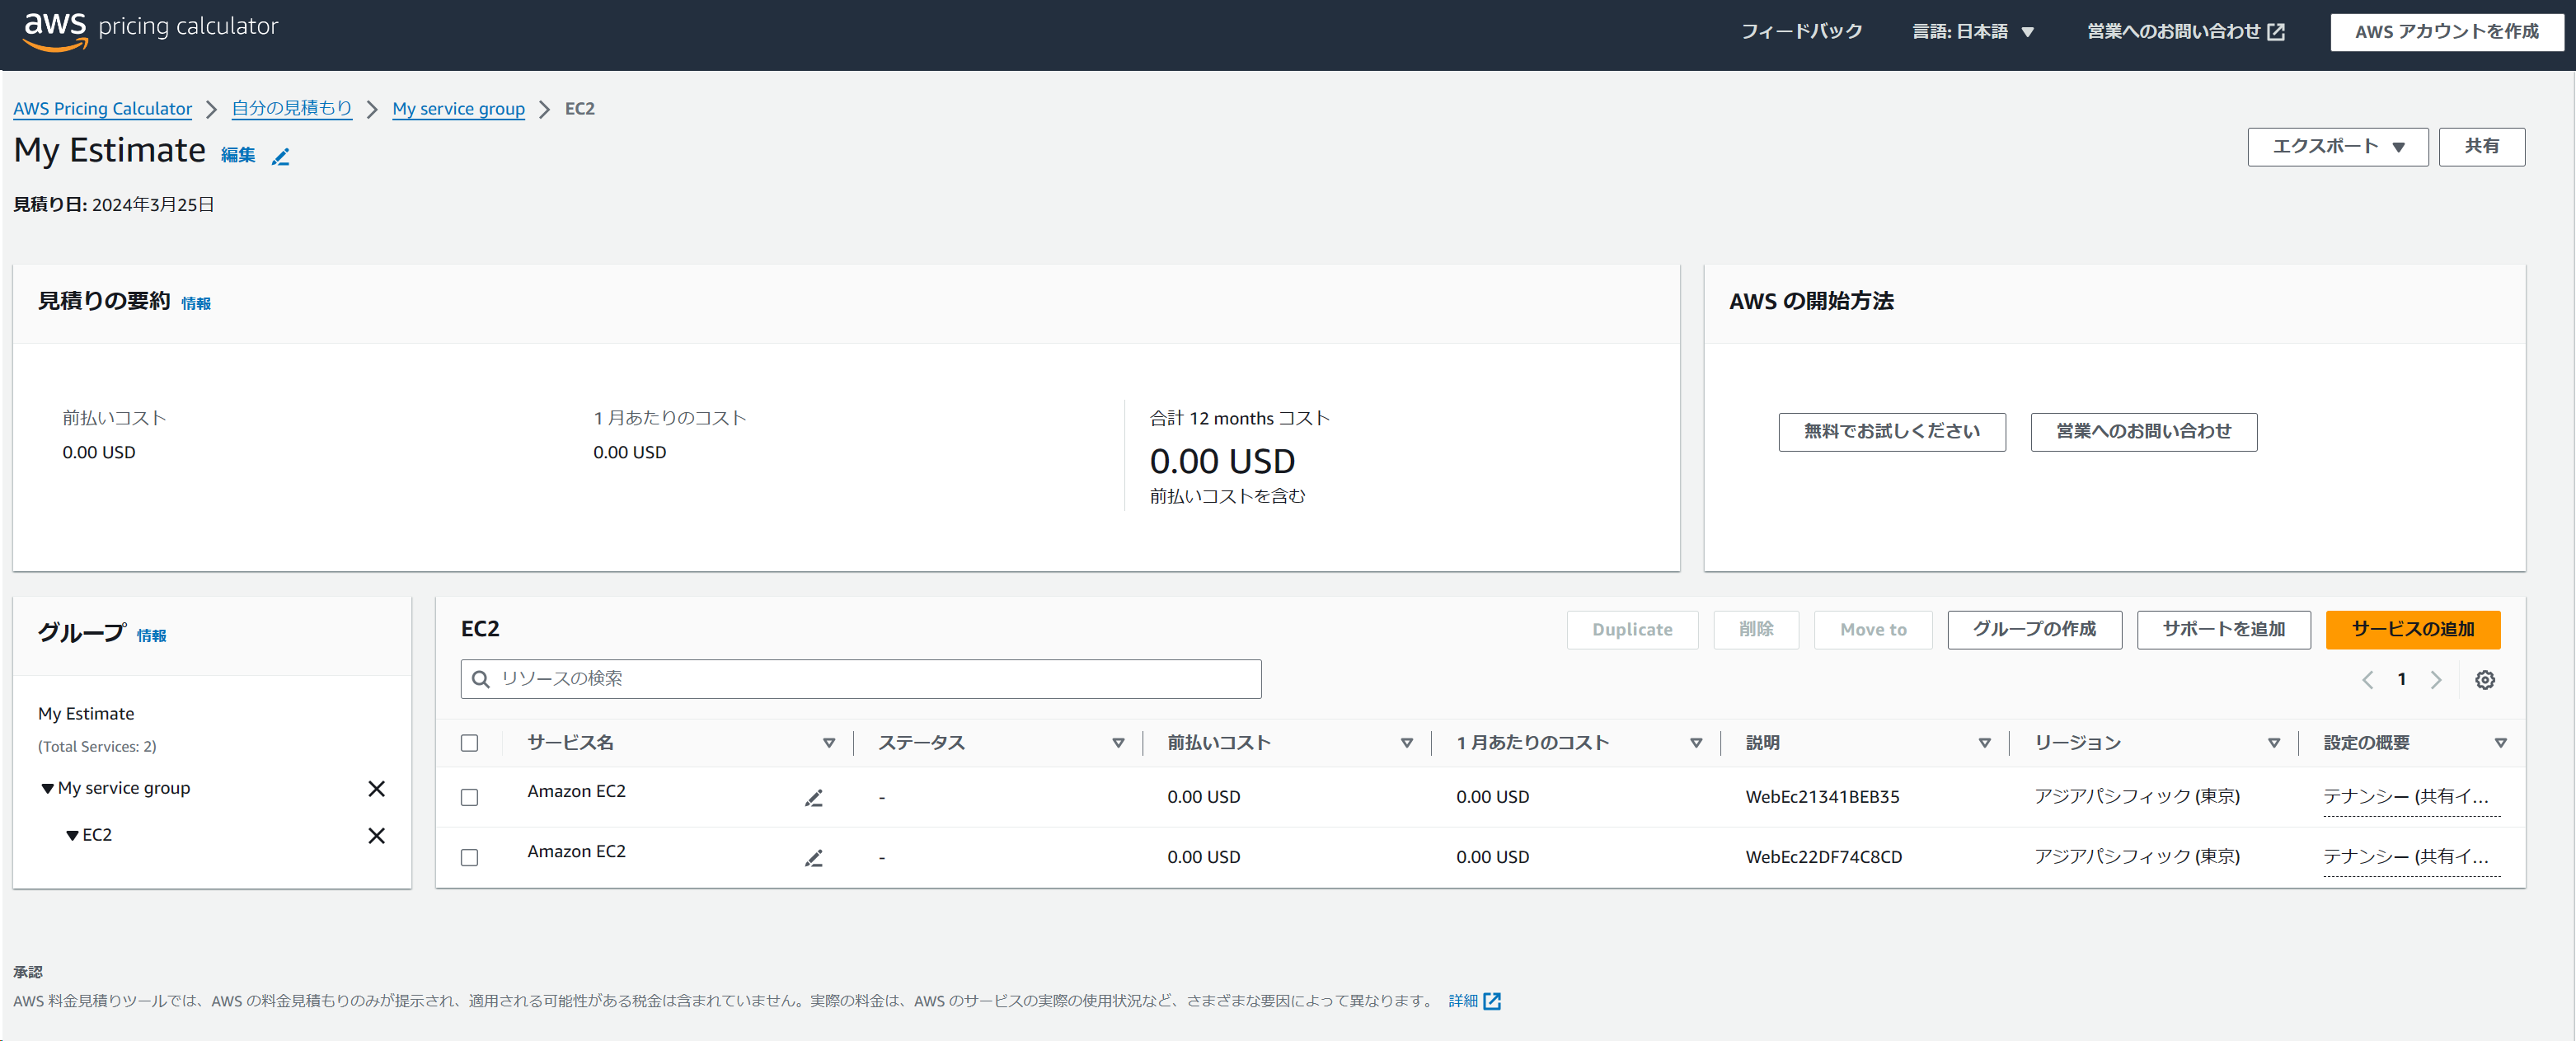 aws pricing calculator
フィードバック
言語: 日本語
営業へのお問い合わせ
AWS アカウントを作成
AWS Pricing Calculator
自分の見積もり
My service group
EC2
My Estimate 編集
エクスポート
共有
見積り日: 2024年3月25日
見積りの要約 情報
前払いコスト
0.00 USD
1 月あたりのコスト
0.00 USD
合計 12 months コスト
0.00 USD
前払いコストを含む
AWS の開始方法
無料でお試しください
営業へのお問い合わせ
グループ 情報
My Estimate
(Total Services: 2)
My service group
EC2
EC2
Duplicate
削除
Move to
グループの作成
サポートを追加
サービスの追加
リソースの検索
1
サービス名 ステータス 前払いコスト 1 月あたりのコスト 説明 リージョン 設定の概要
Amazon EC2 - 0.00 USD 0.00 USD WebEc21341BEB35 アジアパシフィック (東京) テナンシー (共有イ...
Amazon EC2 - 0.00 USD 0.00 USD WebEc22DF74C8CD アジアパシフィック (東京) テナンシー (共有イ...
承認
AWS 料金見積りツールでは、AWS の料金見積もりのみが提示され、適用される可能性がある税金は含まれていません。実際の料金は、AWS のサービスの実際の使用状況など、さまざまな要因によって異なります。 詳細